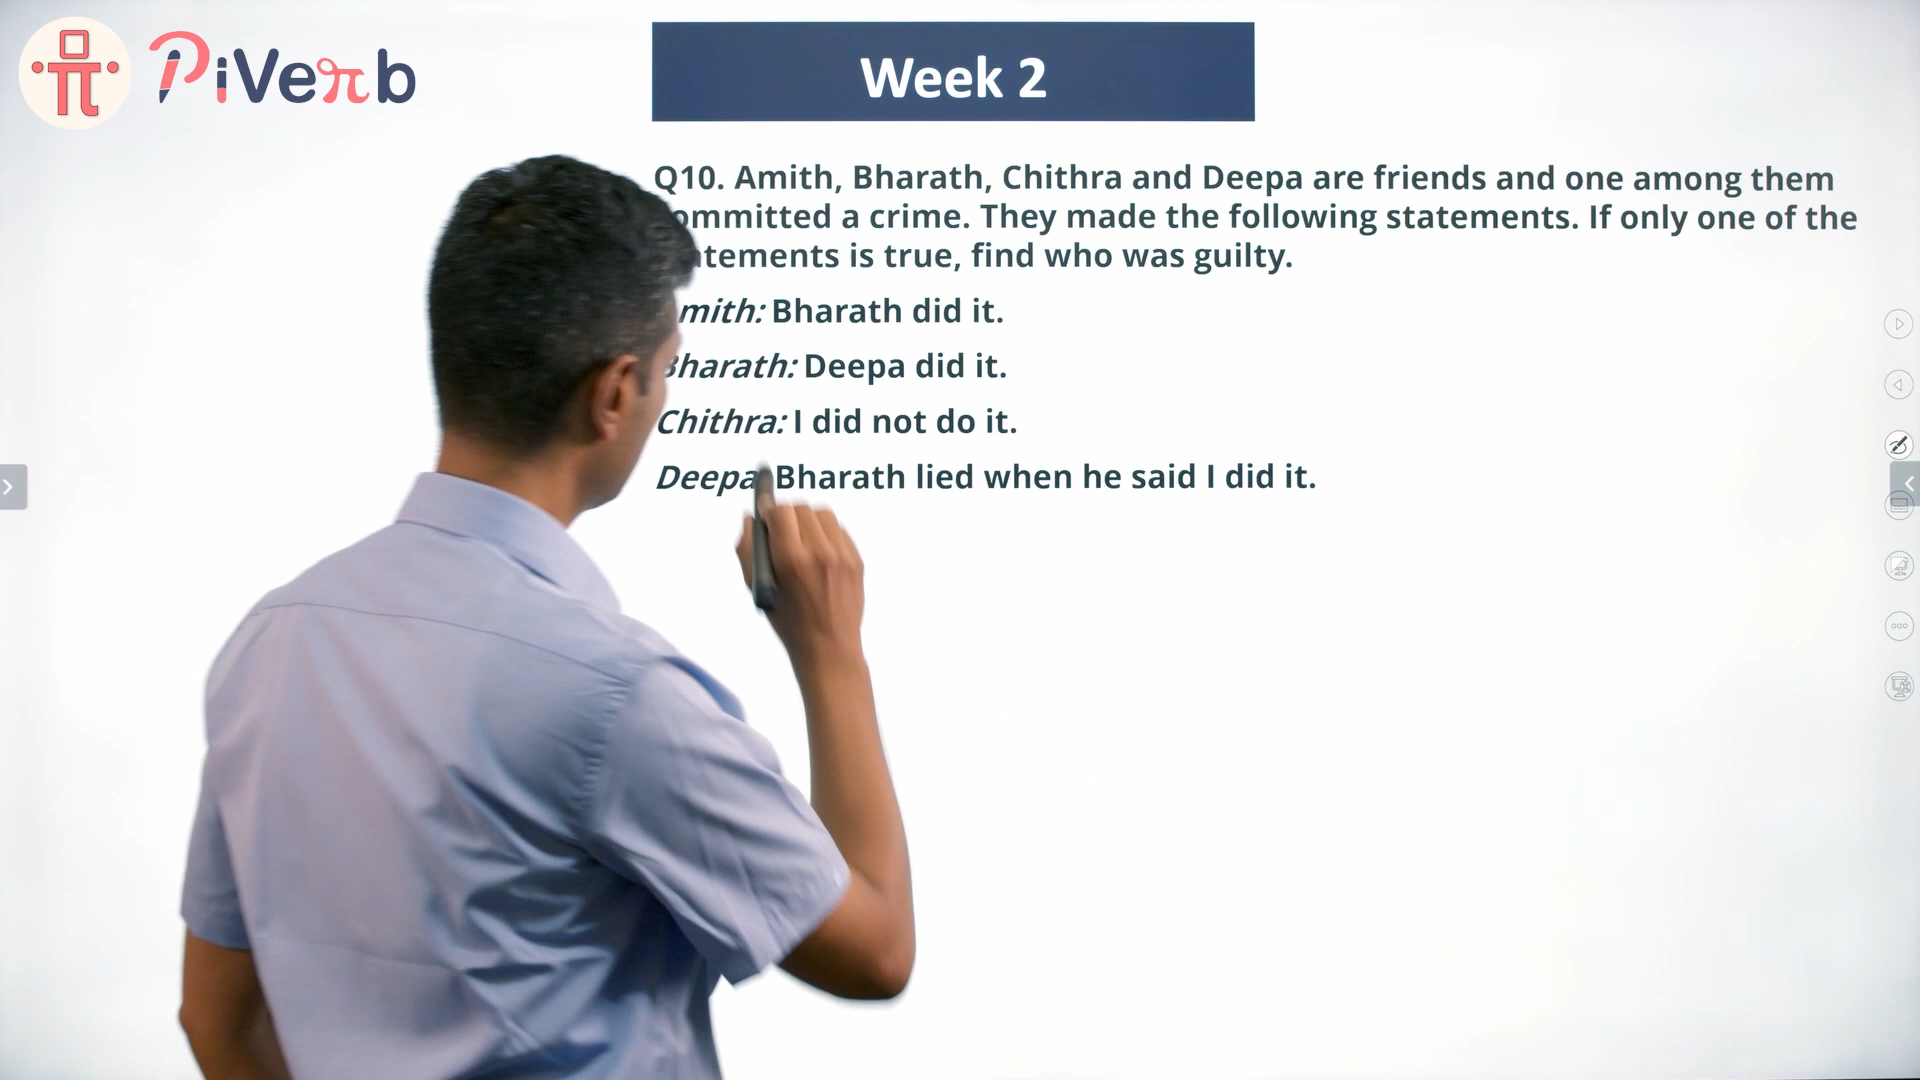 PiVerb
Week 2
Q10. Amith, Bharath, Chithra and Deepa are friends and one among them
ommitted a crime. They made the following statements. If only one of the
tements is true, find who was guilty.
mith: Bharath did it.
Bharath: Deepa did it.
Chithra: I did not do it.
Deepa Bharath lied when he said I did it.